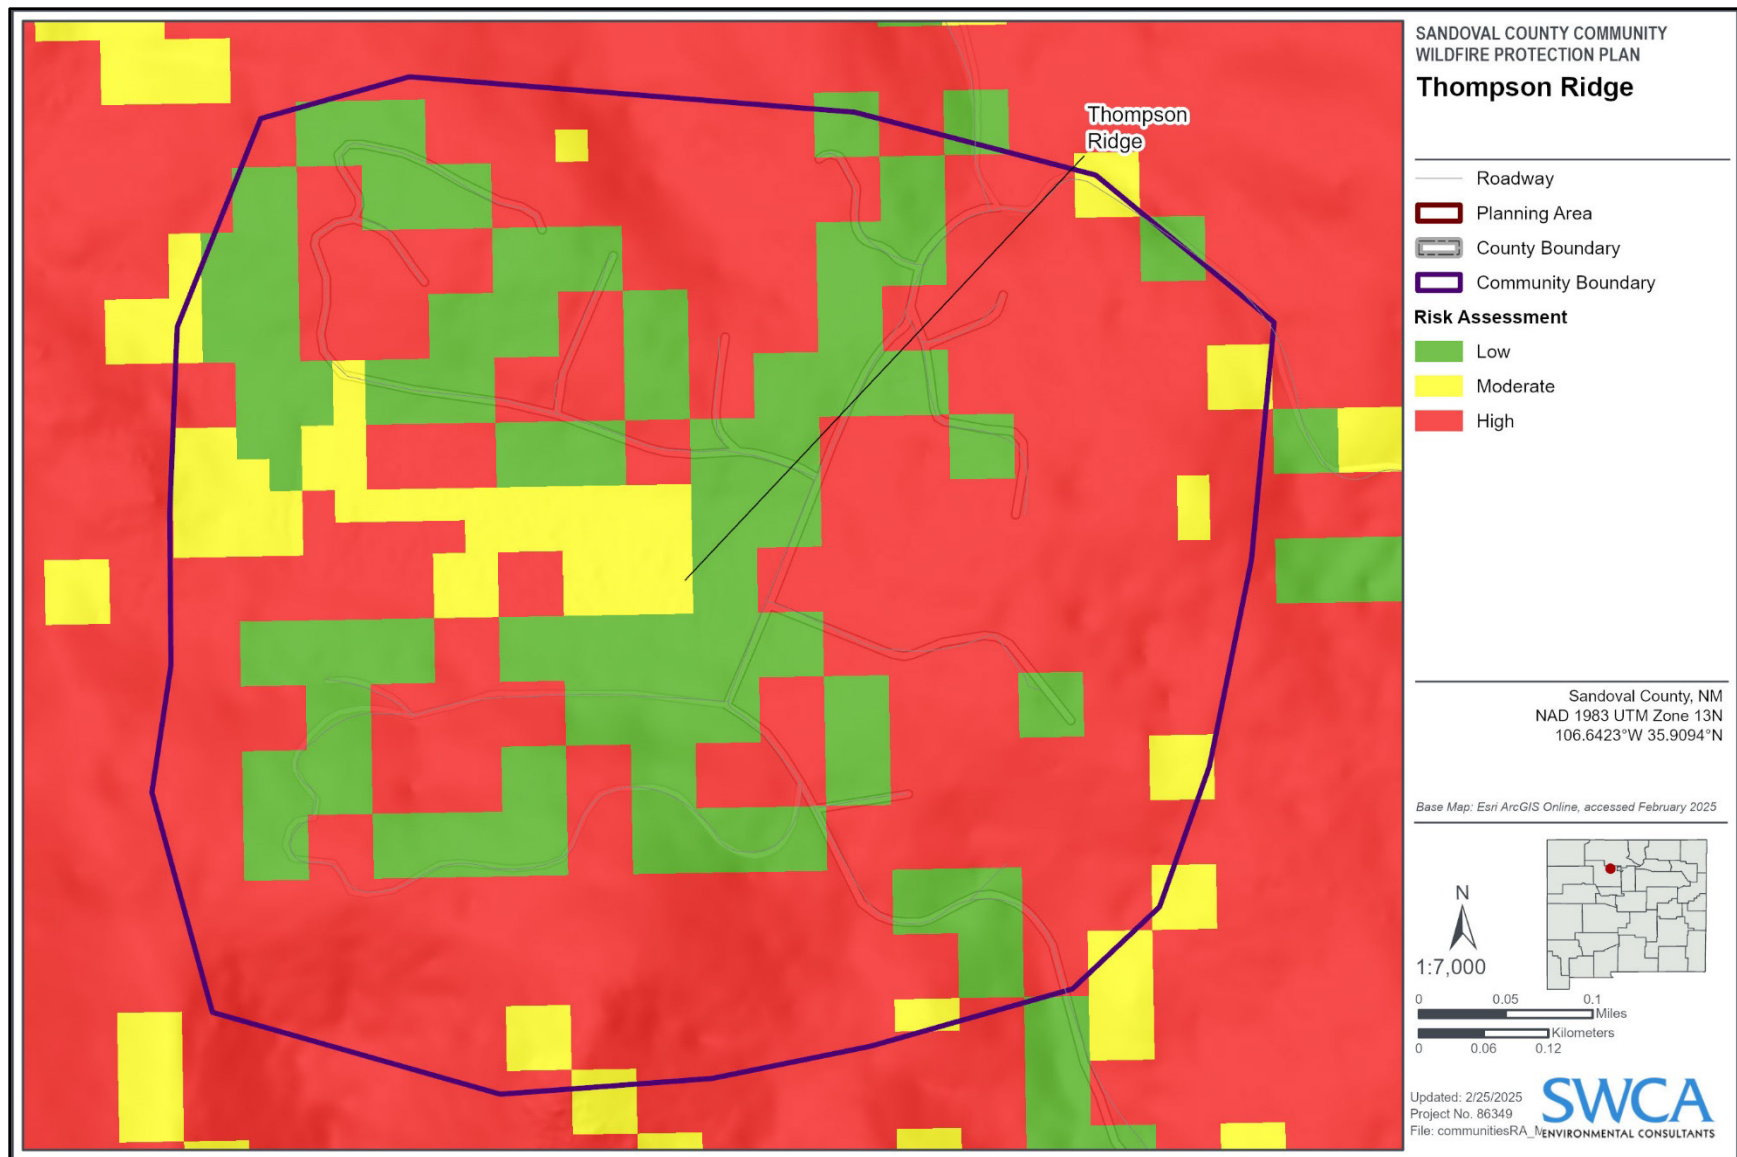 SANDOVAL COUNTY COMMUNITY
WILDFIRE PROTECTION PLAN
Thompson Ridge
Thompson
Ridge
Roadway
Planning Area
County Boundary
Community Boundary
Risk Assessment
Low
Moderate
High
Sandoval County, NM
NAD 1983 UTM Zone 13N
106.6423°W 35.9094°N
Base Map: Esri ArcGIS Online, accessed February 2025
N
1:7,000
0 0.05 0.1
Miles
Kilometers
0 0.06 0.12
Updated: 2/25/2025
Project No. 86349
File: communitiesRA_M
SWCA
ENVIRONMENTAL CONSULTANTS